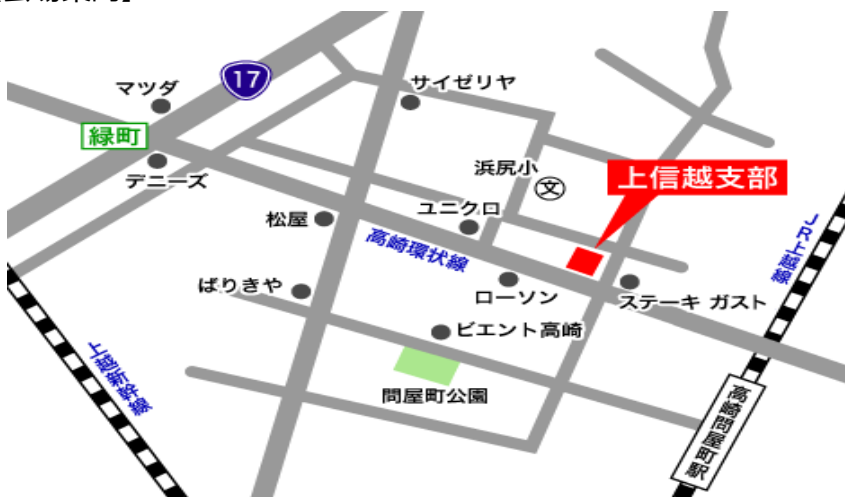 17
マツダ
サイゼリヤ
緑町
デニーズ
浜尻小
文
上信越支部
松屋
ユニクロ
高崎環状線
JR上越線
ばりきや
ローソン
ステーキ ガスト
ビエント高崎
上越新幹線
問屋町公園
高崎問屋町駅